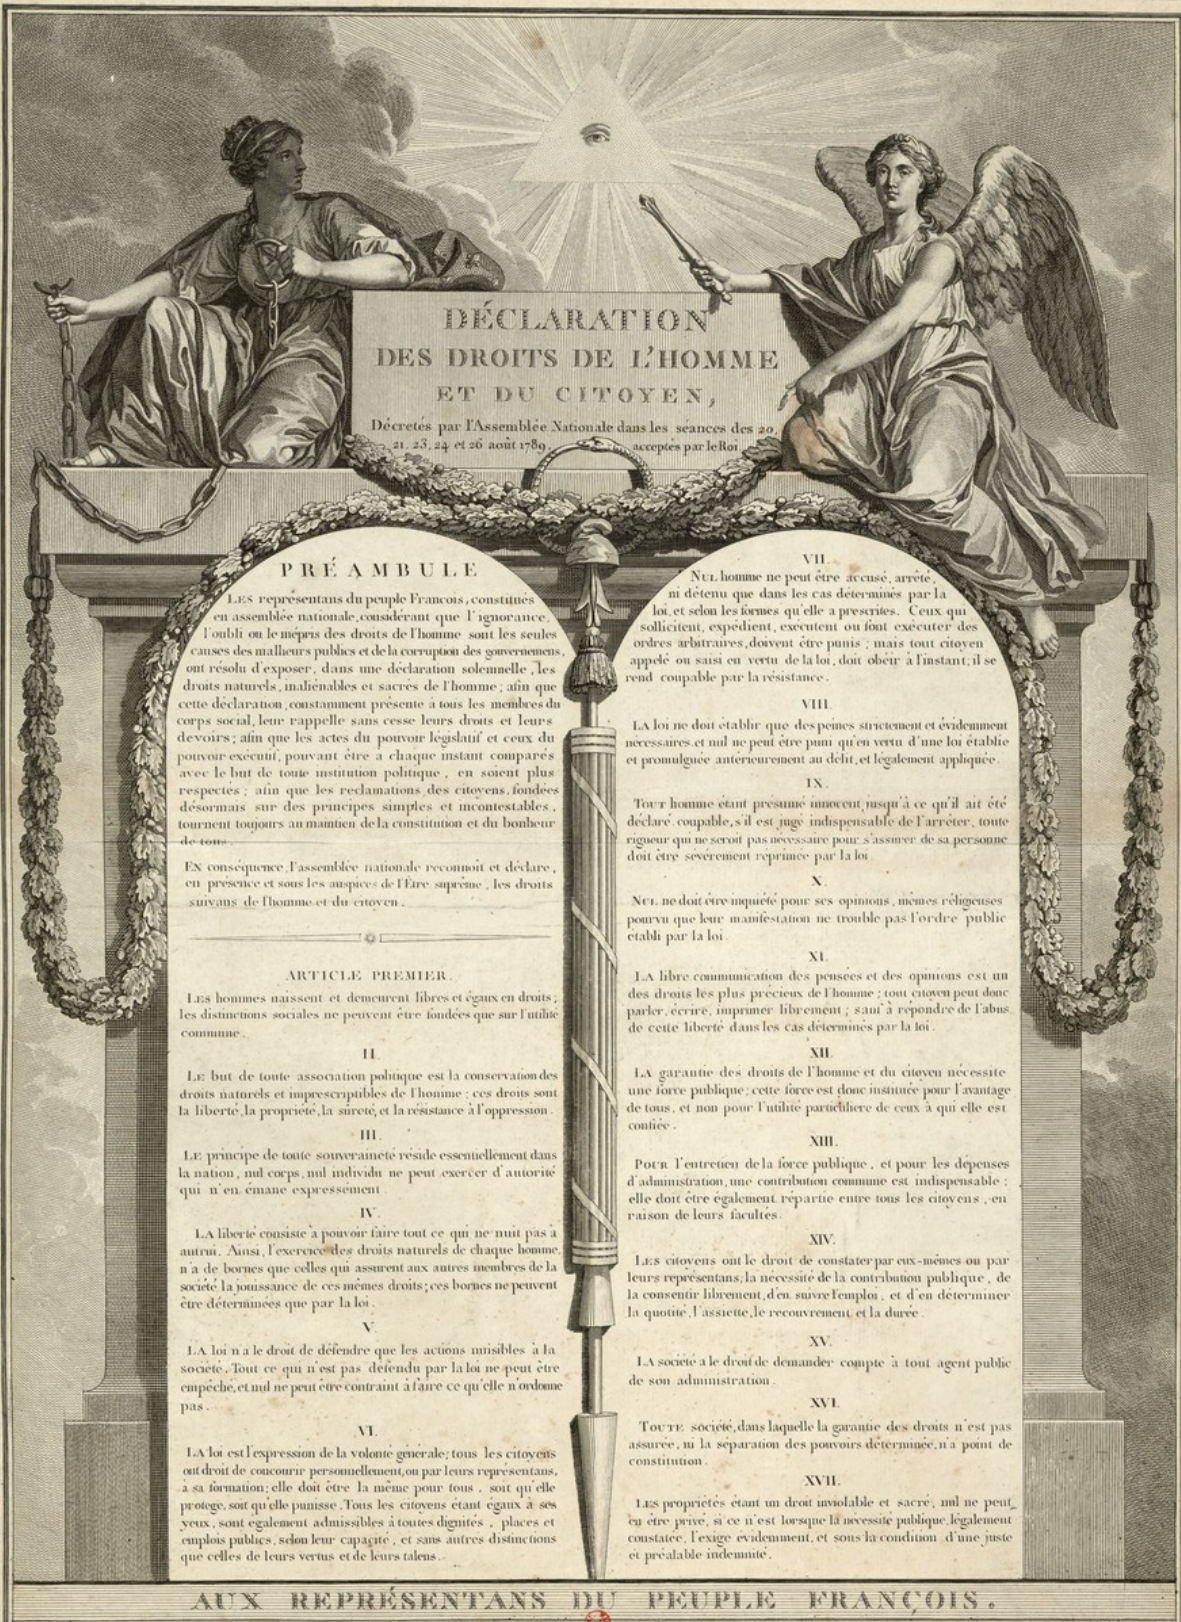 DÉCLARATION
DES DROITS DE L'HOMME
ET DU CITOYEN,
Décretés par l'Assemblée Nationale dans les séances des 20,
21, 23, 24 et 26 août 1789, acceptés par le Roi
PRÉAMBULE
LES représentans du peuple Francois, constitués
en assemblée nationale, considérant que l'ignorance,
l'oubli ou le mépris des droits de l'homme sont les seules
causes des malheurs publics et de la corruption des gouvernemens,
ont résolu d'exposer, dans une déclaration solemnelle, les
droits naturels, inaliénables et sacrés de l'homme; afin que
cette déclaration, constamment présente à tous les membres du
corps social, leur rappelle sans cesse leurs droits et leurs
devoirs; afin que les actes du pouvoir législatif et ceux du
pouvoir exécutif, pouvant être à chaque instant comparés
avec le but de toute institution politique, en soient plus
respectés; afin que les reclamations des citoyens, fondées
désormais sur des principes simples et incontestables,
tournent toujours au maintien de la constitution et du bonheur
de tous.
EN conséquence, l'assemblée nationale reconnoit et déclare,
en présence et sous les auspices de l'Etre suprême, les droits
suivans de l'homme et du citoyen.
ARTICLE PREMIER.
LES hommes naissent et demeurent libres et égaux en droits;
les distinctions sociales ne peuvent être fondées que sur l'utilité
commune.
II.
LE but de toute association politique est la conservation des
droits naturels et imprescriptibles de l'homme; ces droits sont
la liberté, la propriété, la sûreté, et la résistance à l'oppression.
III.
LE principe de toute souveraineté réside essentiellement dans
la nation, nul corps, nul individu ne peut exercer d'autorité
qui n'en émane expressément
IV.
LA liberté consiste à pouvoir faire tout ce qui ne nuit pas à
autrui. Ainsi, l'exercice des droits naturels de chaque homme,
n'a de bornes que celles qui assurent aux autres membres de la
société la jouissance de ces mêmes droits; ces bornes ne peuvent
être déterminées que par la loi.
V.
LA loi n'a le droit de défendre que les actions nuisibles à la
société. Tout ce qui n'est pas défendu par la loi ne peut être
empêché, et nul ne peut être contraint à faire ce qu'elle n'ordonne
pas.
VI.
LA loi est l'expression de la volonté générale; tous les citoyens
ont droit de concourir personnellement, ou par leurs représentans,
à sa formation; elle doit être la même pour tous, soit qu'elle
protege, soit qu'elle punisse. Tous les citoyens étant égaux à ses
yeux, sont également admissibles à toutes dignités, places et
emplois publics, selon leur capacité, et sans autres distinctions
que celles de leurs vertus et de leurs talens.
VII.
NUL homme ne peut être accusé, arrêté,
ni détenu que dans les cas déterminés par la
loi, et selon les formes qu'elle a prescrites. Ceux qui
sollicitent, expédient, exécutent ou font exécuter des
ordres arbitraires, doivent être punis; mais tout citoyen
appelé ou saisi en vertu de la loi, doit obéir à l'instant; il se
rend coupable par la résistance.
VIII.
LA loi ne doit établir que des peines strictement et évidemment
nécessaires, et nul ne peut être puni qu'en vertu d'une loi établie
et promulguée antérieurement au délit, et légalement appliquée.
IX.
TOUT homme étant présumé innocent jusqu'à ce qu'il ait été
déclaré coupable, s'il est jugé indispensable de l'arrêter, toute
rigueur qui ne seroit pas nécessaire pour s'assurer de sa personne
doit être sévèrement réprimée par la loi
X.
NUL ne doit être inquiété pour ses opinions, mêmes réligieuses
pourvu que leur manifestation ne trouble pas l'ordre public
établi par la loi.
XI.
LA libre communication des pensées et des opinions est un
des droits les plus précieux de l'homme; tout citoyen peut donc
parler, écrire, imprimer librement; sauf à répondre de l'abus
de cette liberté dans les cas déterminés par la loi.
XII.
LA garantie des droits de l'homme et du citoyen nécessite
une force publique; cette force est donc instituée pour l'avantage
de tous, et non pour l'utilité particuliere de ceux à qui elle est
confiée.
XIII.
POUR l'entretien de la force publique, et pour les dépenses
d'administration, une contribution commune est indispensable;
elle doit être également répartie entre tous les citoyens, en
raison de leurs facultés.
XIV.
LES citoyens ont le droit de constater par eux-mêmes ou par
leurs représentans, la nécessité de la contribution publique, de
la consentir librement, d'en suivre l'emploi, et d'en déterminer
la quotité, l'assiette, le recouvrement et la durée.
XV.
LA société a le droit de demander compte à tout agent public
de son administration.
XVI.
TOUTE société, dans laquelle la garantie des droits n'est pas
assurée, ni la séparation des pouvoirs déterminée, n'a point de
constitution.
XVII.
LES propriétés étant un droit inviolable et sacré, nul ne peut
en être privé, si ce n'est lorsque la nécessité publique, légalement
constatée, l'exige évidemment, et sous la condition d'une juste
et préalable indemnité.
AUX REPRÉSENTANS DU PEUPLE FRANÇOIS.